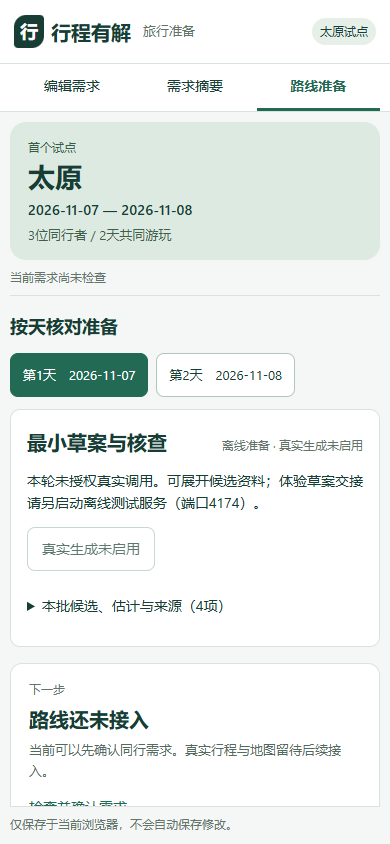 行 行程有解 旅行准备 太原试点
编辑需求 需求摘要 路线准备
首个试点
太原
2026-11-07 — 2026-11-08
3位同行者 / 2天共同游玩
当前需求尚未检查
按天核对准备
第1天 2026-11-07 第2天 2026-11-08
最小草案与核查 离线准备 · 真实生成未启用
本轮未授权真实调用。可展开候选资料；体验草案交接
请另启动离线测试服务（端口4174）。
真实生成未启用
▶ 本批候选、估计与来源（4项）
下一步
路线还未接入
当前可以先确认同行需求。真实行程与地图留待后续接
入。
检查并确认需求
仅保存于当前浏览器，不会自动保存修改。